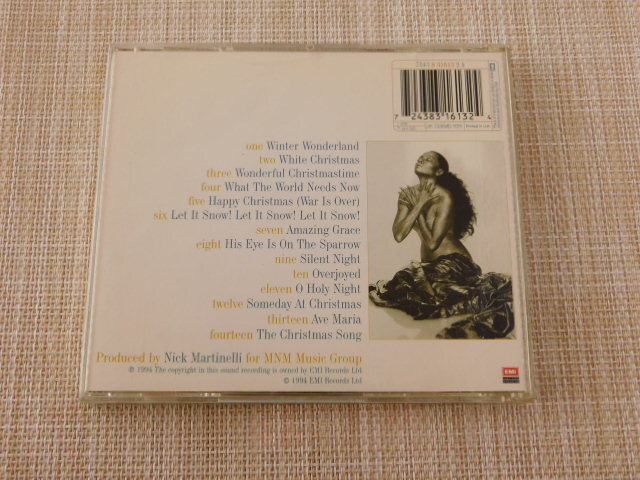 7 24383 16132 4
one Winter Wonderland
two White Christmas
three Wonderful Christmastime
four What The World Needs Now
five Happy Christmas (War Is Over)
six Let It Snow! Let It Snow! Let It Snow!
seven Amazing Grace
eight His Eye Is On The Sparrow
nine Silent Night
ten Overjoyed
eleven O Holy Night
twelve Someday At Christmas
thirteen Ave Maria
fourteen The Christmas Song
Produced by Nick Martinelli for MNM Music Group
℗ 1994 The copyright in this sound recording is owned by EMI Records Ltd
© 1994 EMI Records Ltd
EMI